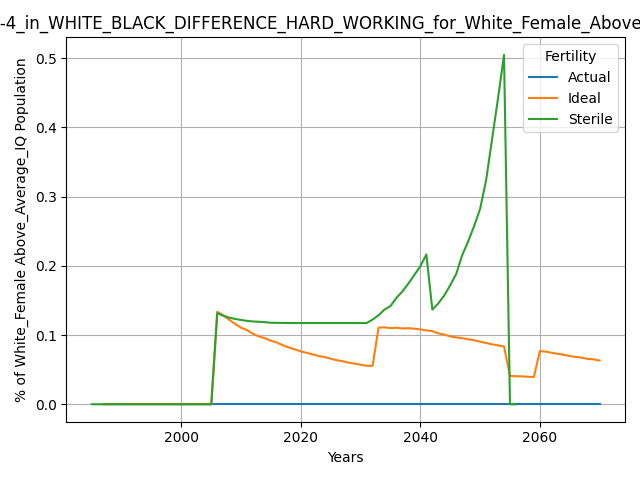 -4_in_WHITE_BLACK_DIFFERENCE_HARD_WORKING_for_White_Female_Above
Fertility
Actual
Ideal
Sterile
% of White_Female Above_Average_IQ Population
0.5
0.4
0.3
0.2
0.1
0.0
2000 2020 2040 2060
Years